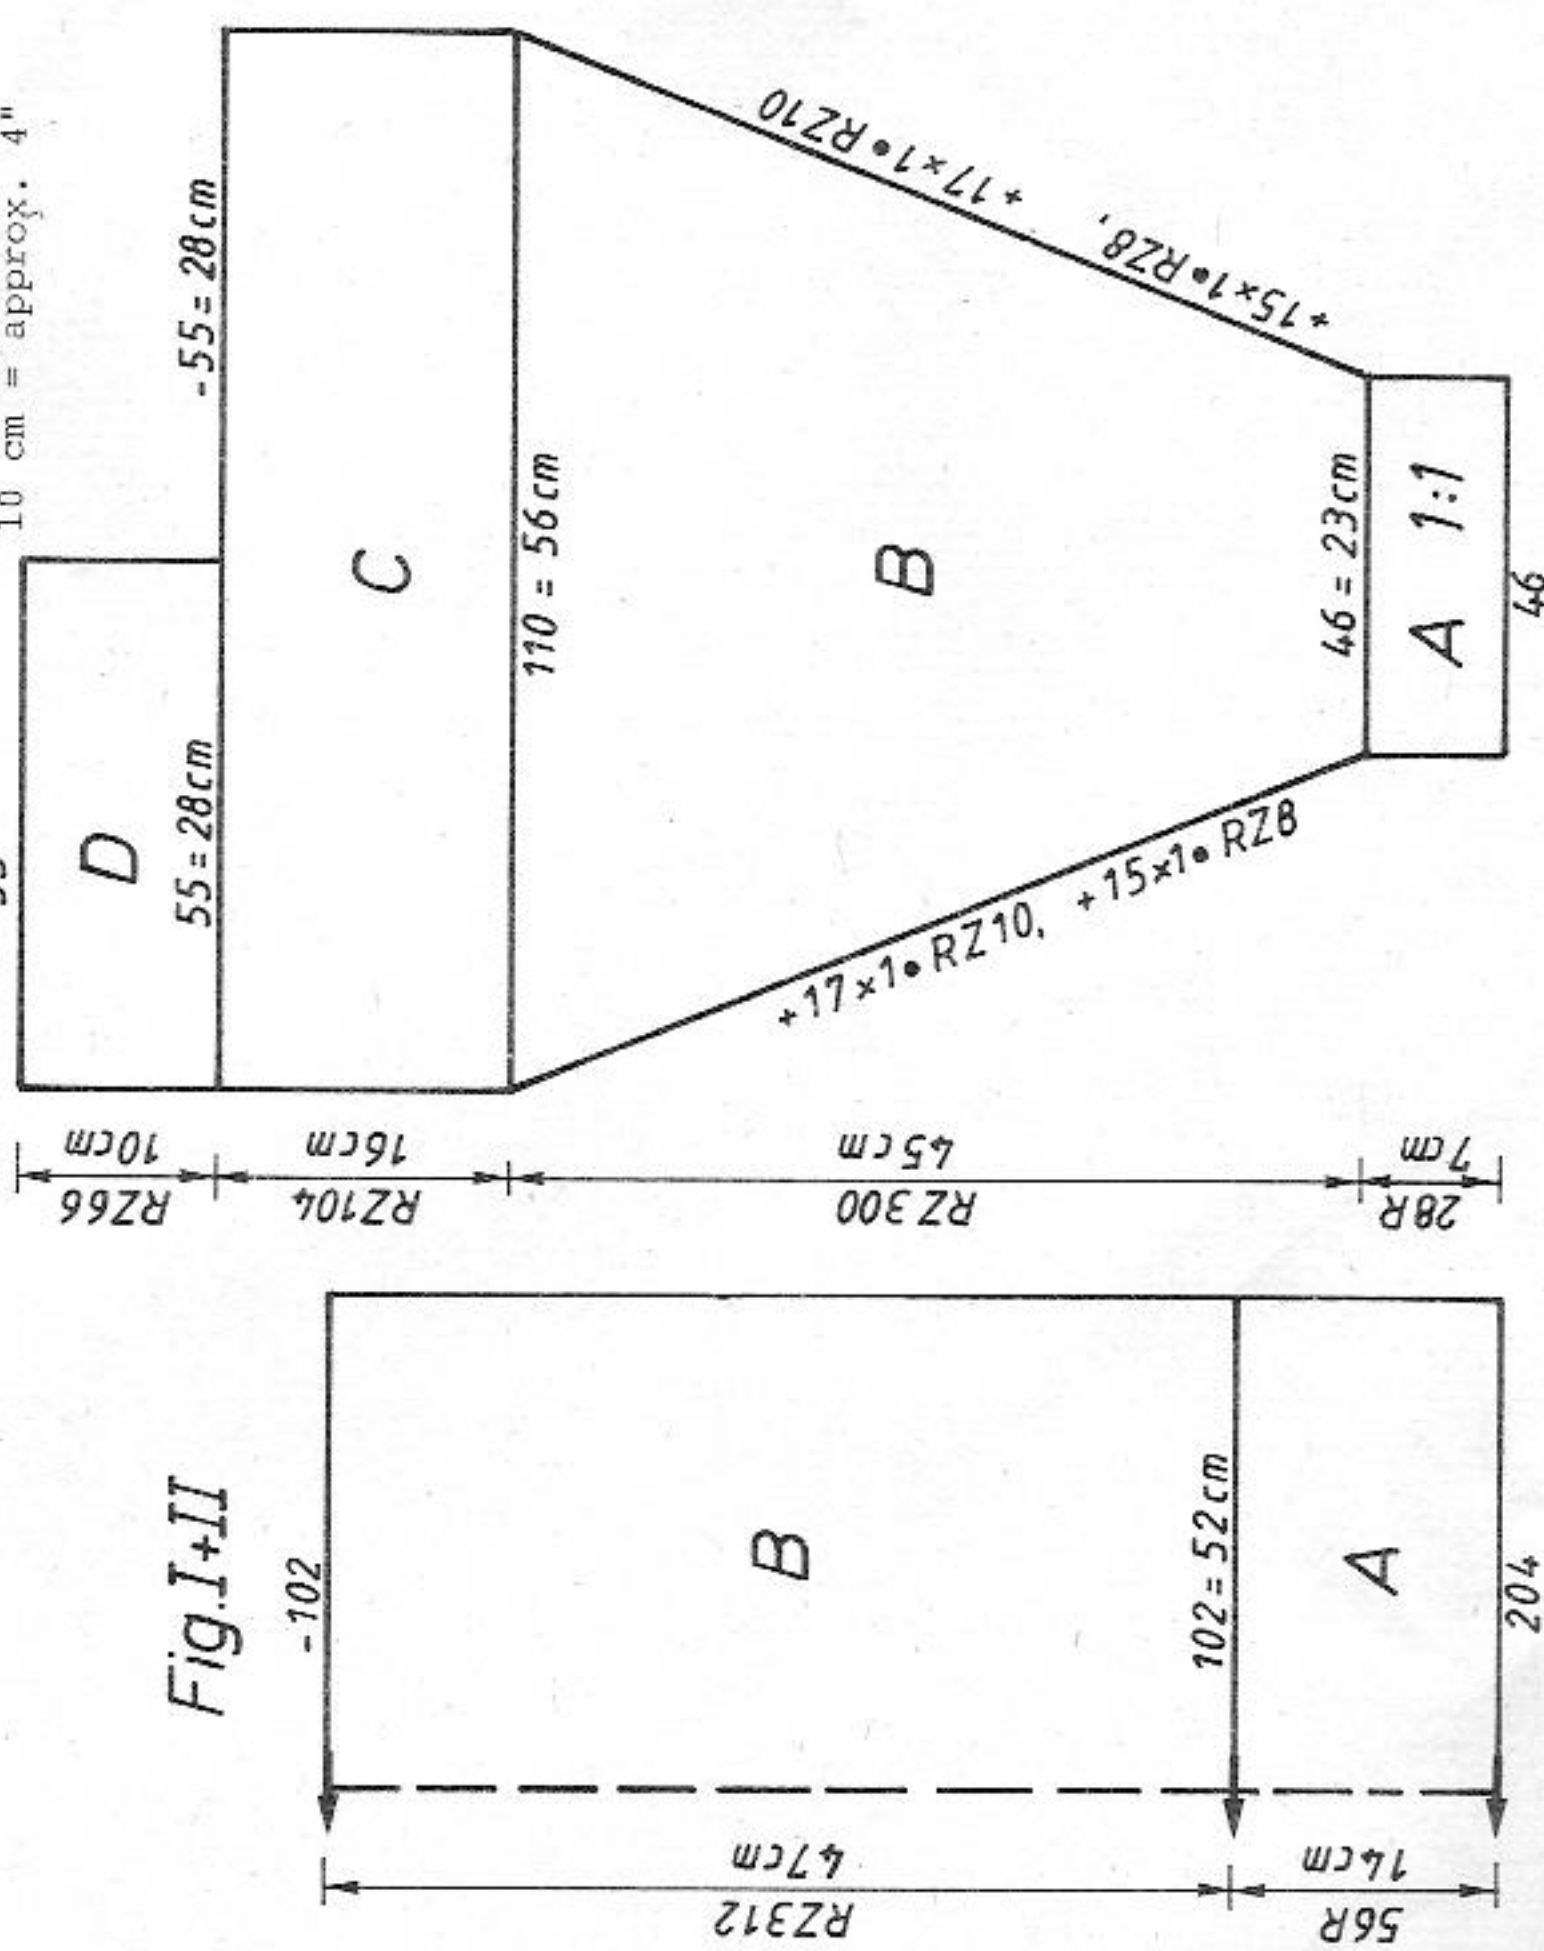 10 cm = approx. 4"
D
55 = 28cm
-55 = 28cm
C
110 = 56cm
+17×1•RZ10
+15×1•RZ8,
B
+17×1•RZ10, +15×1•RZ8
46 = 23cm
A 1:1
46
10cm
RZ66
16cm
RZ104
45cm
RZ300
7cm
28R
Fig.I+II
-102
B
102 = 52cm
A
204
47cm
RZ312
14cm
56R